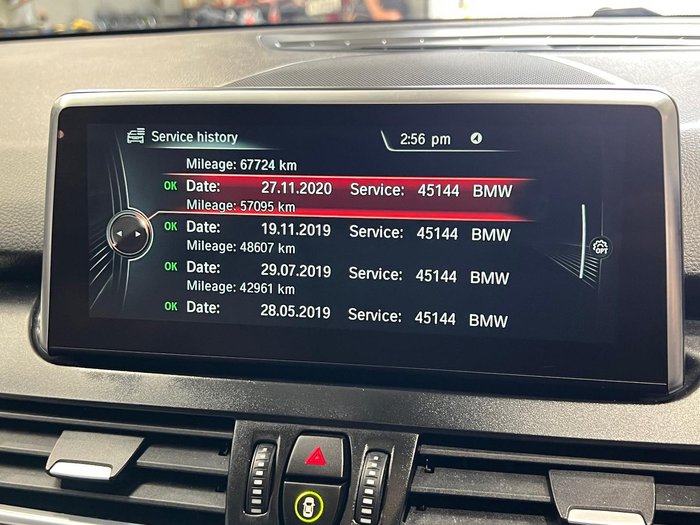 Service history 2:56 pm
Mileage: 67724 km
OK Date: 27.11.2020 Service: 45144 BMW
Mileage: 57095 km
OK Date: 19.11.2019 Service: 45144 BMW
Mileage: 48607 km
OK Date: 29.07.2019 Service: 45144 BMW
Mileage: 42961 km
OK Date: 28.05.2019 Service: 45144 BMW
OPT